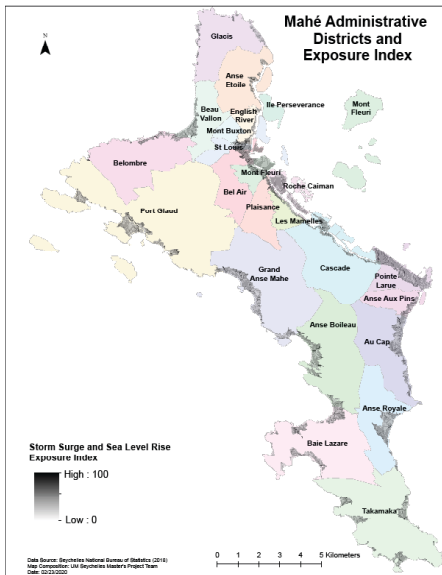 Mahé Administrative
Districts and
Exposure Index
N
Glacis
Anse
Etoile
Ile Perseverance
Mont
Fleuri
Beau
Vallon
English
River
Mont Buxton
St Louis
Belombre
Mont Fleuri
Roche Caiman
Bel Air
Port Glaud
Plaisance
Les Mamelles
Grand
Anse Mahe
Cascade
Pointe
Larue
Anse Aux Pins
Anse Boileau
Au Cap
Anse Royale
Baie Lazare
Takamaka
Storm Surge and Sea Level Rise
Exposure Index
High : 100
Low : 0
0 1 2 3 4 5 Kilometers
Data Source: Seychelles National Bureau of Statistics (2018)
Map Composition: UM Seychelles Master's Project Team
Date: 02/23/2020